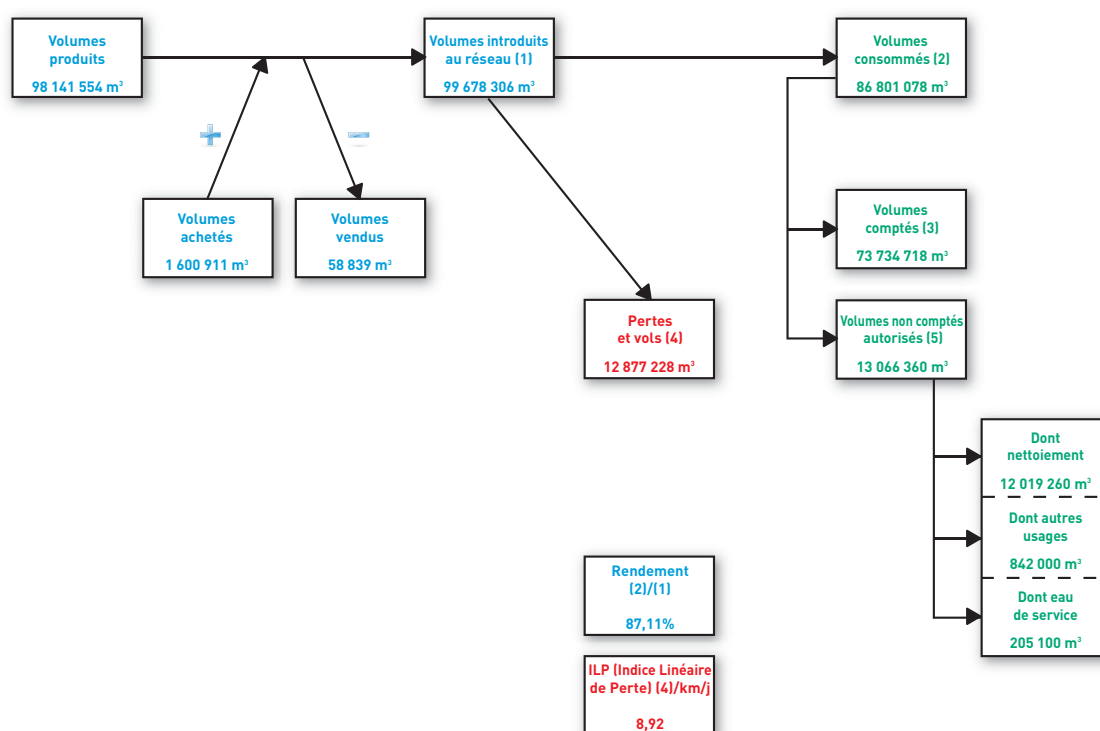 Volumes
produits
98 141 554 m³
Volumes introduits
au réseau (1)
99 678 306 m³
Volumes
consommés (2)
86 801 078 m³
+
−
Volumes
achetés
1 600 911 m³
Volumes
vendus
58 839 m³
Volumes
comptés (3)
73 734 718 m³
Pertes
et vols (4)
12 877 228 m³
Volumes non comptés
autorisés (5)
13 066 360 m³
Dont
nettoiement
12 019 260 m³
Dont autres
usages
842 000 m³
Dont eau
de service
205 100 m³
Rendement
(2)/(1)
87,11%
ILP (Indice Linéaire
de Perte) (4)/km/j
8,92